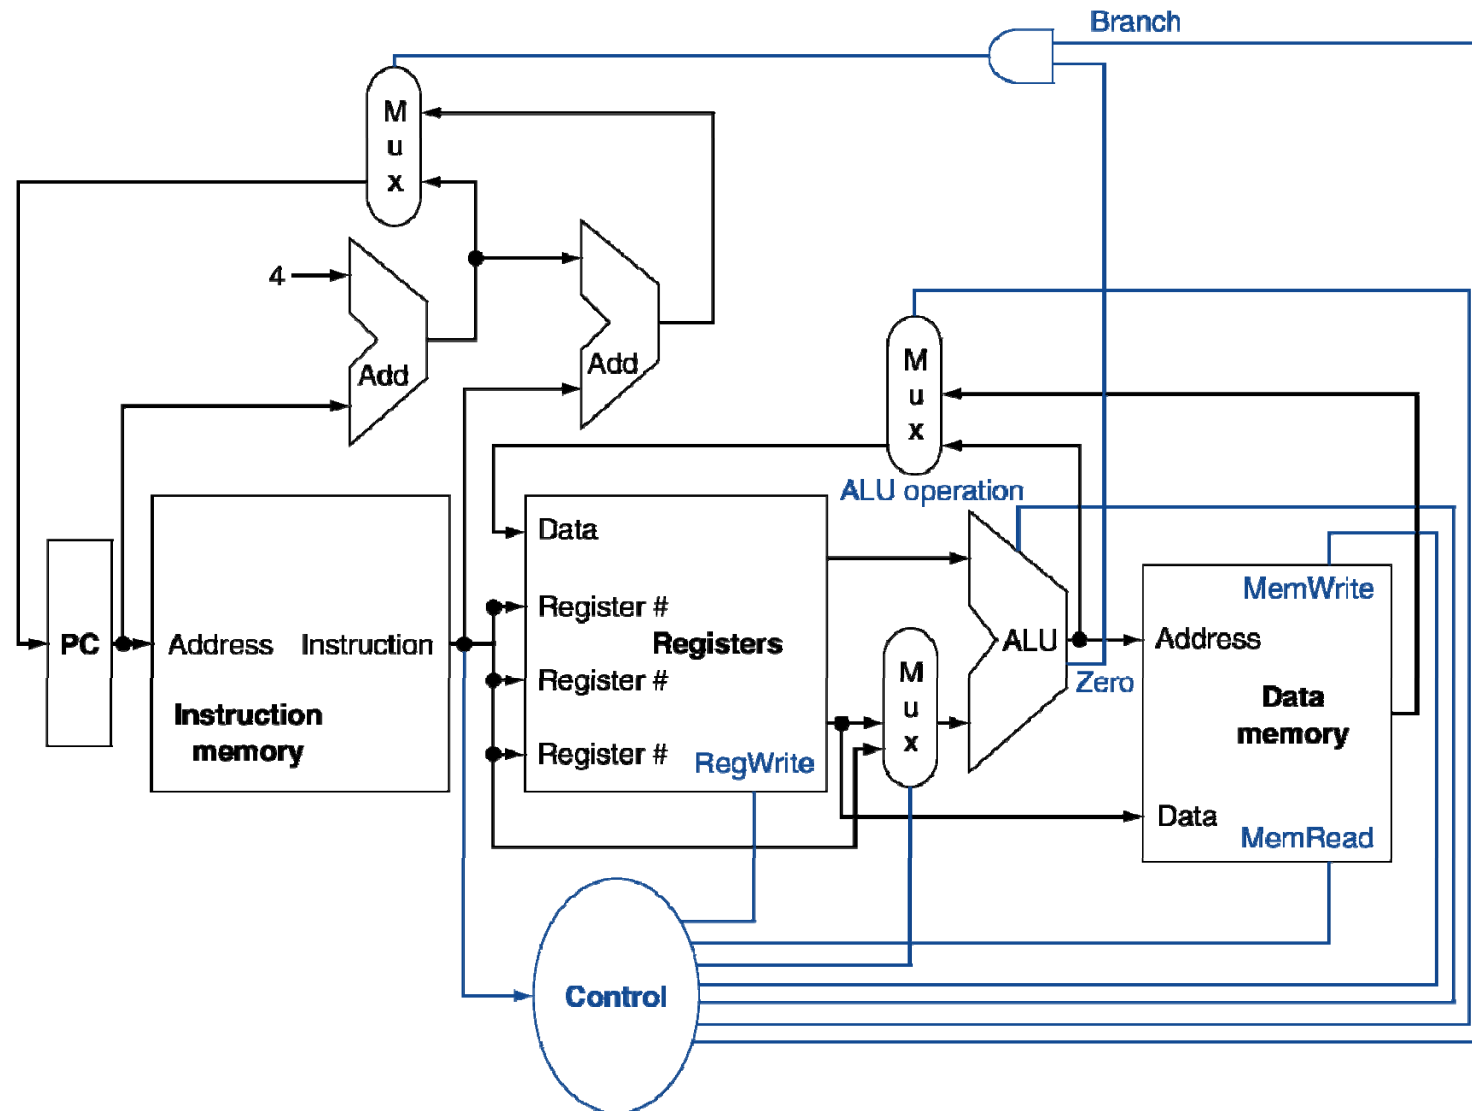 Branch
M
u
x
4
Add
Add
M
u
x
ALU operation
Data
Register #
Registers
Register #
Register #
RegWrite
PC
Address
Instruction
Instruction
memory
M
u
x
ALU
Zero
MemWrite
Address
Data
memory
Data
MemRead
Control